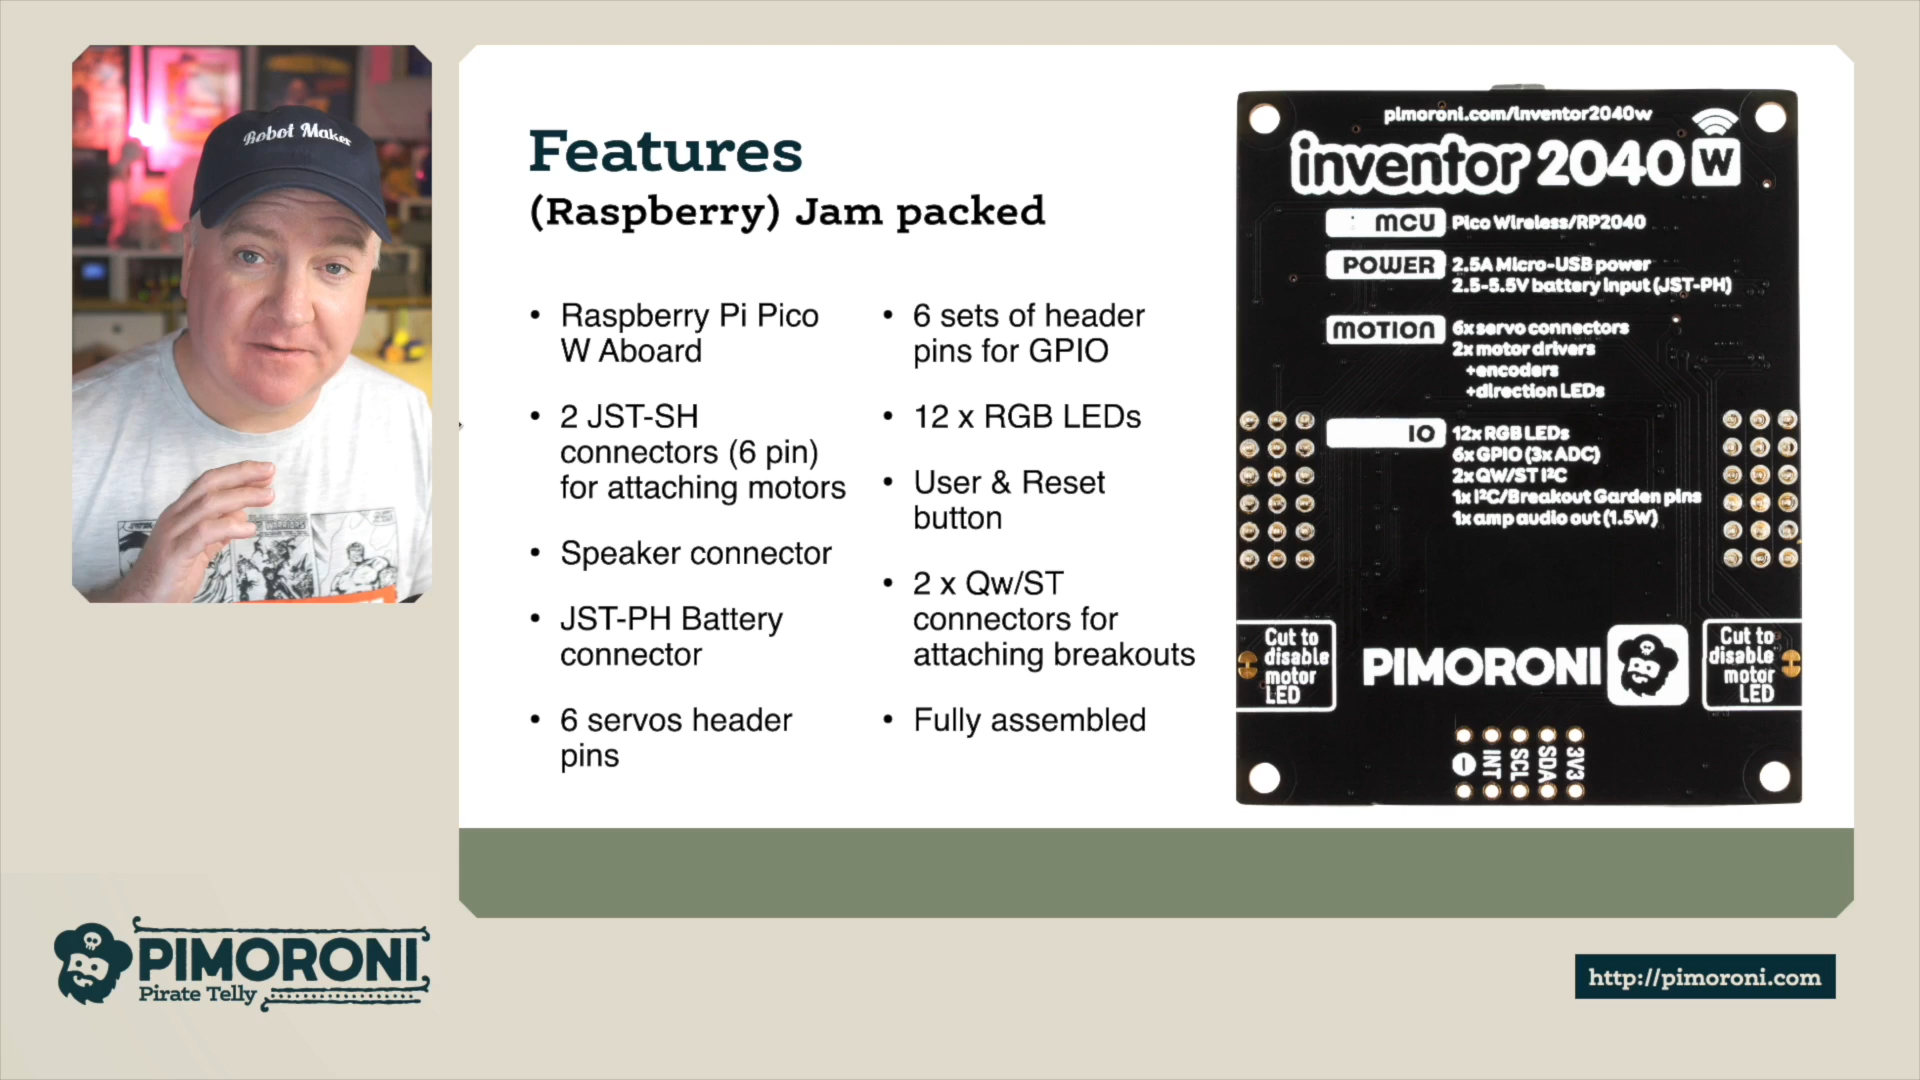 Robot Maker
WARRIORS
Features
(Raspberry) Jam packed
• Raspberry Pi Pico
W Aboard
• 2 JST-SH
connectors (6 pin)
for attaching motors
• Speaker connector
• JST-PH Battery
connector
• 6 servos header
pins
• 6 sets of header
pins for GPIO
• 12 x RGB LEDs
• User & Reset
button
• 2 x Qw/ST
connectors for
attaching breakouts
• Fully assembled
pimoroni.com/inventor2040w
inventor 2040 W
MCU Pico Wireless/RP2040
POWER 2.5A Micro-USB power
2.5-5.5V battery input (JST-PH)
MOTION 6x servo connectors
2x motor drivers
+encoders
+direction LEDs
IO 12x RGB LEDs
6x GPIO (3x ADC)
2x QW/ST I²C
1x I²C/Breakout Garden pins
1x amp audio out (1.5W)
Cut to
disable
motor
LED
PIMORONI
Cut to
disable
motor
LED
- INT SCL SDA 3V3
PIMORONI
Pirate Telly
http://pimoroni.com